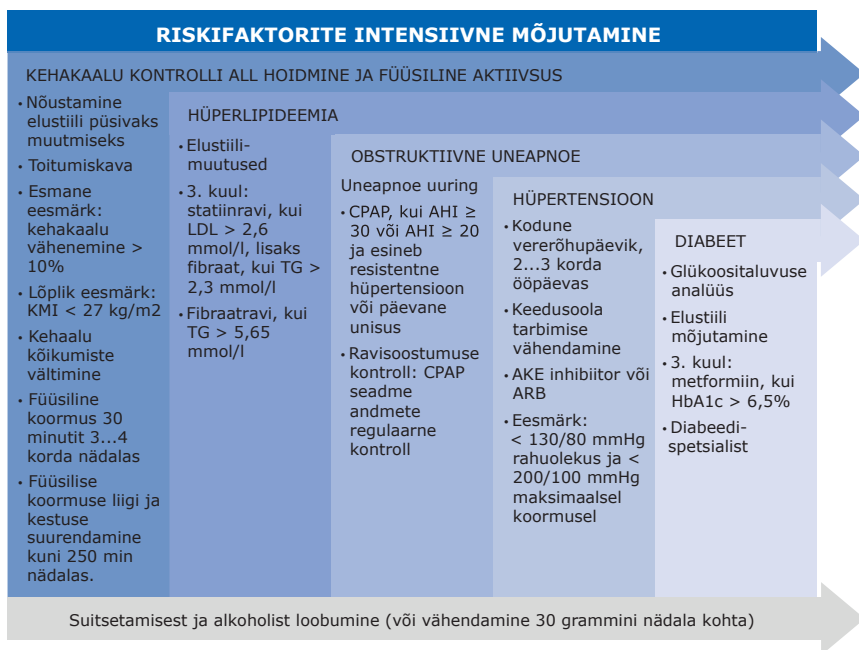 RISKIFAKTORITE INTENSIIVNE MÕJUTAMINE
KEHAKAALU KONTROLLI ALL HOIDMINE JA FÜÜSILINE AKTIIVSUS
• Nõustamine
elustiili püsivaks
muutmiseks
• Toitumiskava
• Esmane
eesmärk:
kehakaalu
vähenemine >
10%
• Lõplik eesmärk:
KMI < 27 kg/m2
• Kehaalu
kõikumiste
vältimine
• Füüsiline
koormus 30
minutit 3...4
korda nädalas
• Füüsilise
koormuse liigi ja
kestuse
suurendamine
kuni 250 min
nädalas.
HÜPERLIPIDEEMIA
• Elustiili-
muutused
• 3. kuul:
statiinravi, kui
LDL > 2,6
mmol/l, lisaks
fibraat, kui TG >
2,3 mmol/l
• Fibraatravi, kui
TG > 5,65
mmol/l
OBSTRUKTIIVNE UNEAPNOE
Uneapnoe uuring
• CPAP, kui AHI ≥
30 või AHI ≥ 20
ja esineb
resistentne
hüpertensioon
või päevane
unisus
• Ravisoostumuse
kontroll: CPAP
seadme
andmete
regulaarne
kontroll
HÜPERTENSIOON
• Kodune
vererõhupäevik,
2...3 korda
ööpäevas
• Keedusoola
tarbimise
vähendamine
• AKE inhibiitor või
ARB
• Eesmärk:
< 130/80 mmHg
rahuolekus ja <
200/100 mmHg
maksimaalsel
koormusel
DIABEET
• Glükoositaluvuse
analüüs
• Elustiili
mõjutamine
• 3. kuul:
metformiin, kui
HbA1c > 6,5%
• Diabeedi-
spetsialist
Suitsetamisest ja alkoholist loobumine (või vähendamine 30 grammini nädala kohta)